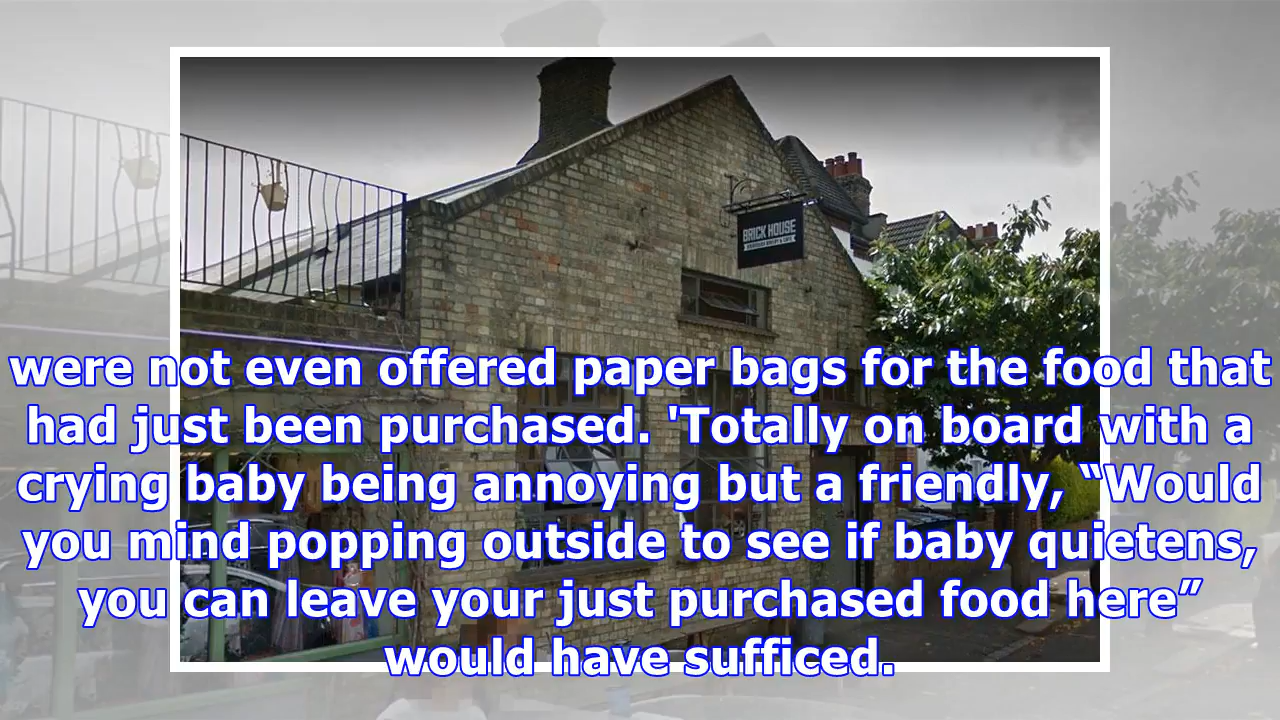 BRICK HOUSE
were not even offered paper bags for the food that
had just been purchased. 'Totally on board with a
crying baby being annoying but a friendly, “Would
you mind popping outside to see if baby quietens,
you can leave your just purchased food here”
would have sufficed.